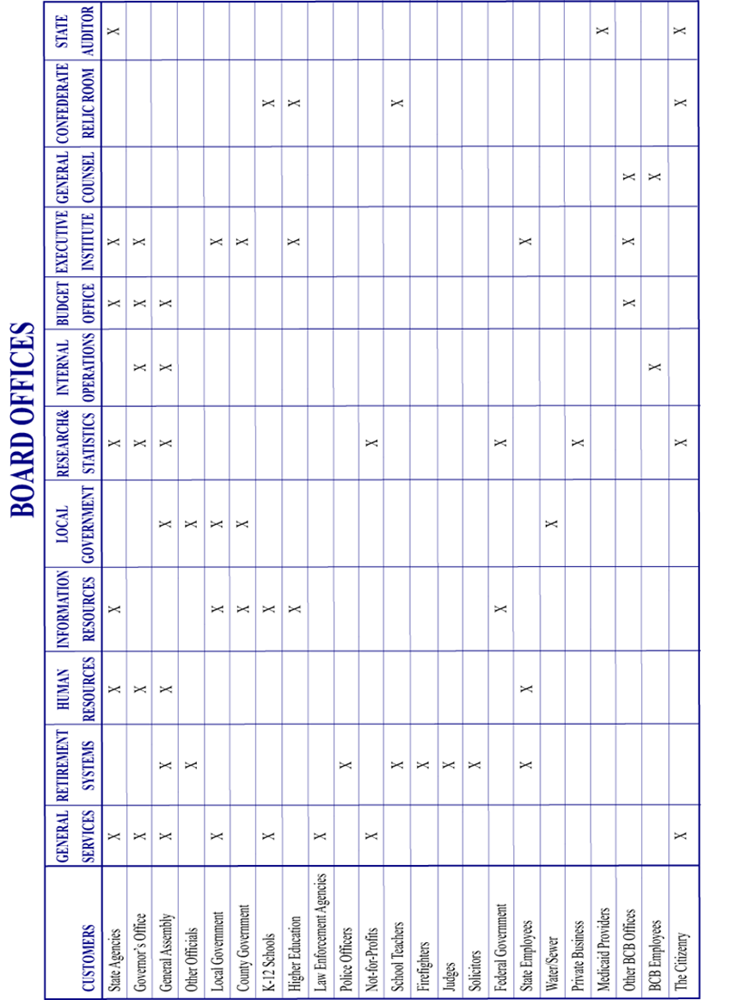 BOARD OFFICES
GENERAL RETIREMENT HUMAN INFORMATION LOCAL RESEARCH& INTERNAL BUDGET EXECUTIVE GENERAL CONFEDERATE STATE
CUSTOMERS SERVICES SYSTEMS RESOURCES RESOURCES GOVERNMENT STATISTICS OPERATIONS OFFICE INSTITUTE COUNSEL RELIC ROOM AUDITOR
State Agencies X X X X X X X
Governor's Office X X X X X X
General Assembly X X X X X X X
Other Officials X X
Local Government X X X X
County Government X X X
K-12 Schools X X X
Higher Education X X X
Law Enforcement Agencies X
Police Officers X
Not-for-Profits X X
School Teachers X X
Firefighters X
Judges X
Solicitors X
Federal Government X X
State Employees X X X
Water/Sewer X
Private Business X
Medicaid Providers X
Other BCB Offices X X X
BCB Employees X X
The Citizenry X X X X